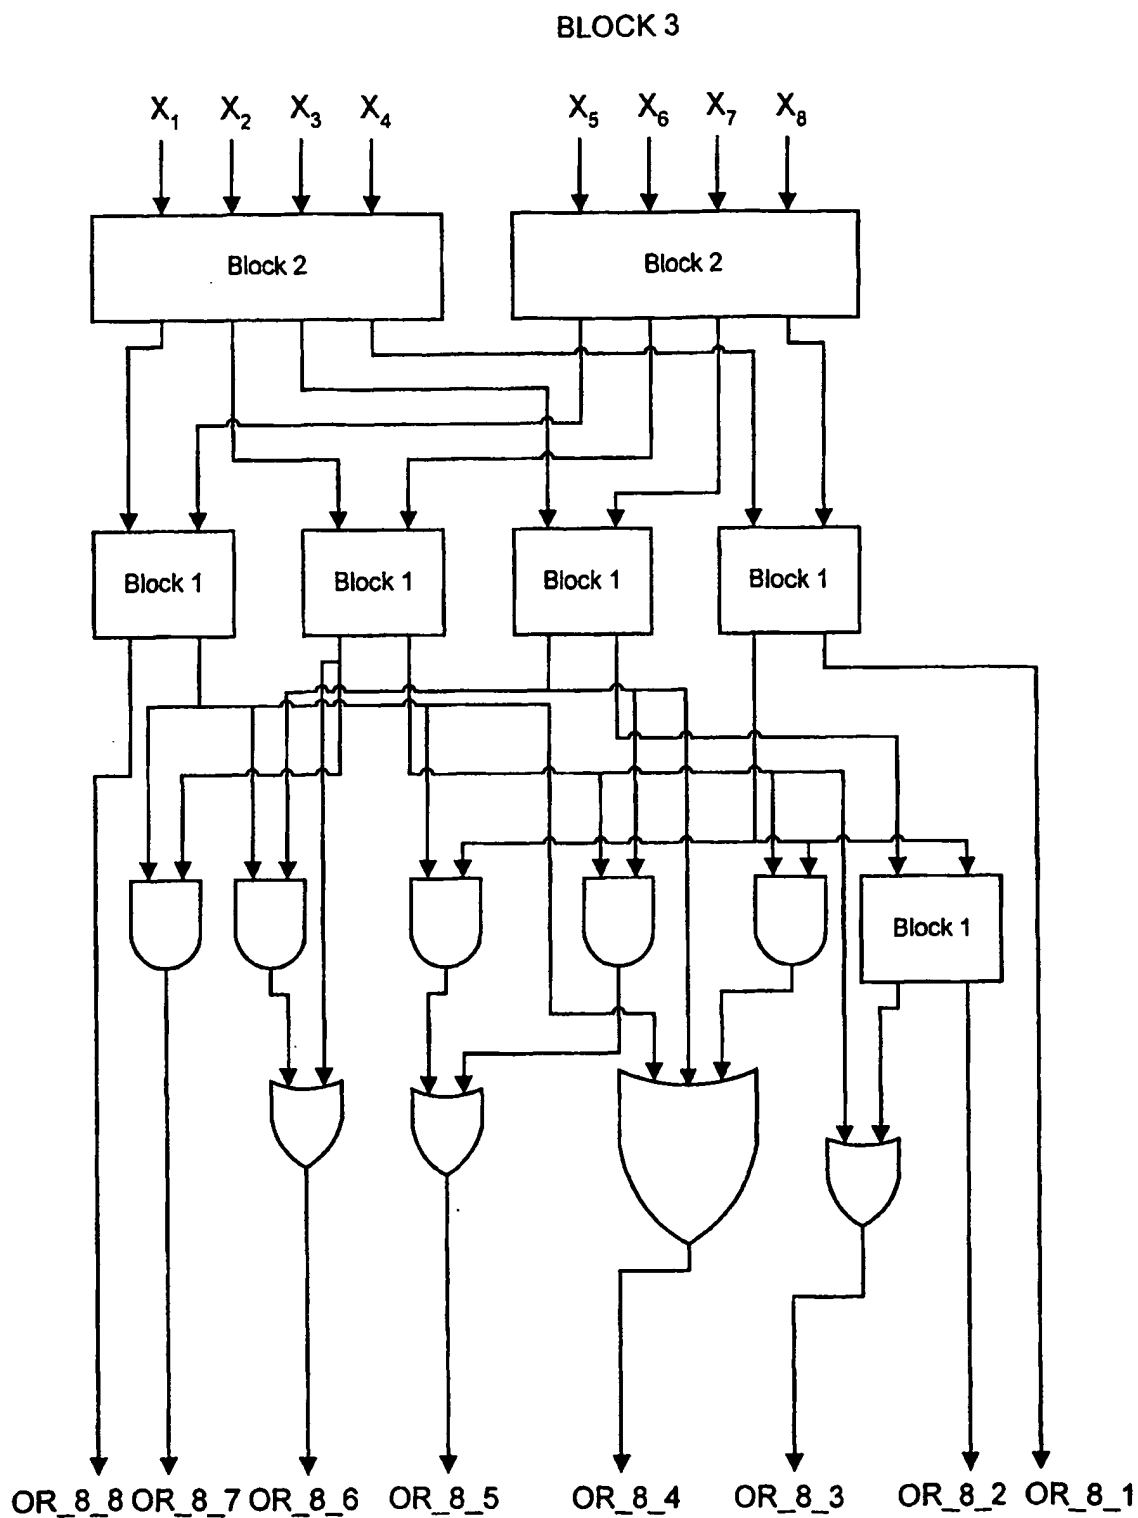 BLOCK 3
X1 X2 X3 X4 X5 X6 X7 X8
Block 2 Block 2
Block 1 Block 1 Block 1 Block 1
Block 1
OR_8_8 OR_8_7 OR_8_6 OR_8_5 OR_8_4 OR_8_3 OR_8_2 OR_8_1